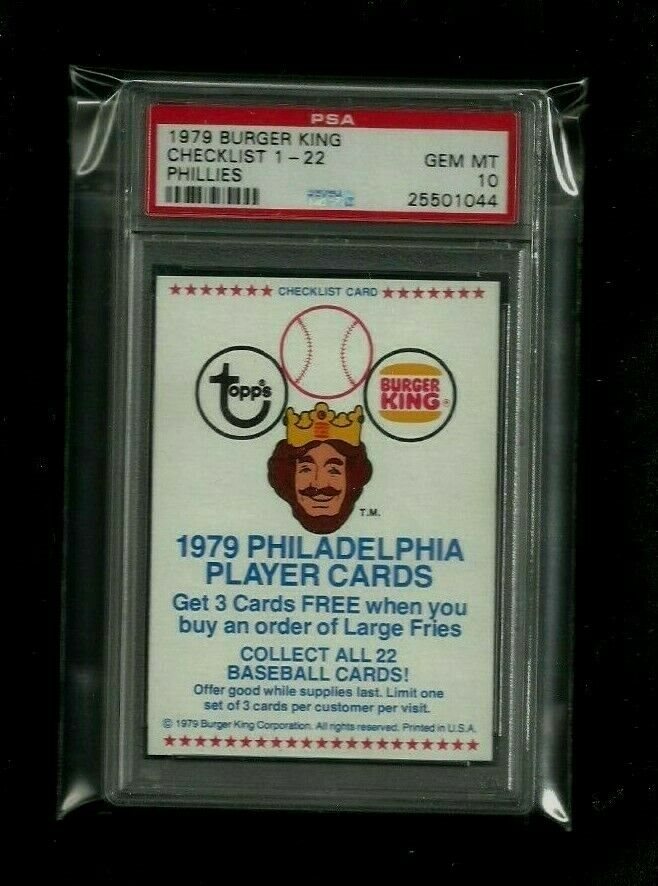 PSA
1979 BURGER KING
CHECKLIST 1-22 GEM MT
PHILLIES 10
25501044
★★★★★★★ CHECKLIST CARD ★★★★★★★
Topp's
BURGER KING®
T.M.
1979 PHILADELPHIA
PLAYER CARDS
Get 3 Cards FREE when you
buy an order of Large Fries
COLLECT ALL 22
BASEBALL CARDS!
Offer good while supplies last. Limit one
set of 3 cards per customer per visit.
© 1979 Burger King Corporation. All rights reserved. Printed in U.S.A.